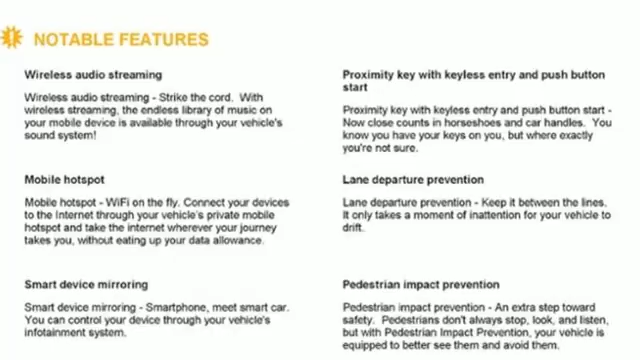 NOTABLE FEATURES
Wireless audio streaming
Wireless audio streaming - Strike the cord. With
wireless streaming, the endless library of music on
your mobile device is available through your vehicle's
sound system!
Mobile hotspot
Mobile hotspot - WiFi on the fly. Connect your devices
to the Internet through your vehicle's private mobile
hotspot and take the internet wherever your journey
takes you, without eating up your data allowance.
Smart device mirroring
Smart device mirroring - Smartphone, meet smart car.
You can control your device through your vehicle's
infotainment system.
Proximity key with keyless entry and push button
start
Proximity key with keyless entry and push button start -
Now close counts in horseshoes and car handles. You
know you have your keys on you, but where exactly
you're not sure.
Lane departure prevention
Lane departure prevention - Keep it between the lines.
It only takes a moment of inattention for your vehicle to
drift.
Pedestrian impact prevention
Pedestrian impact prevention - An extra step toward
safety. Pedestrians don't always stop, look, and listen,
but with Pedestrian Impact Prevention, your vehicle is
equipped to better see them and avoid them.